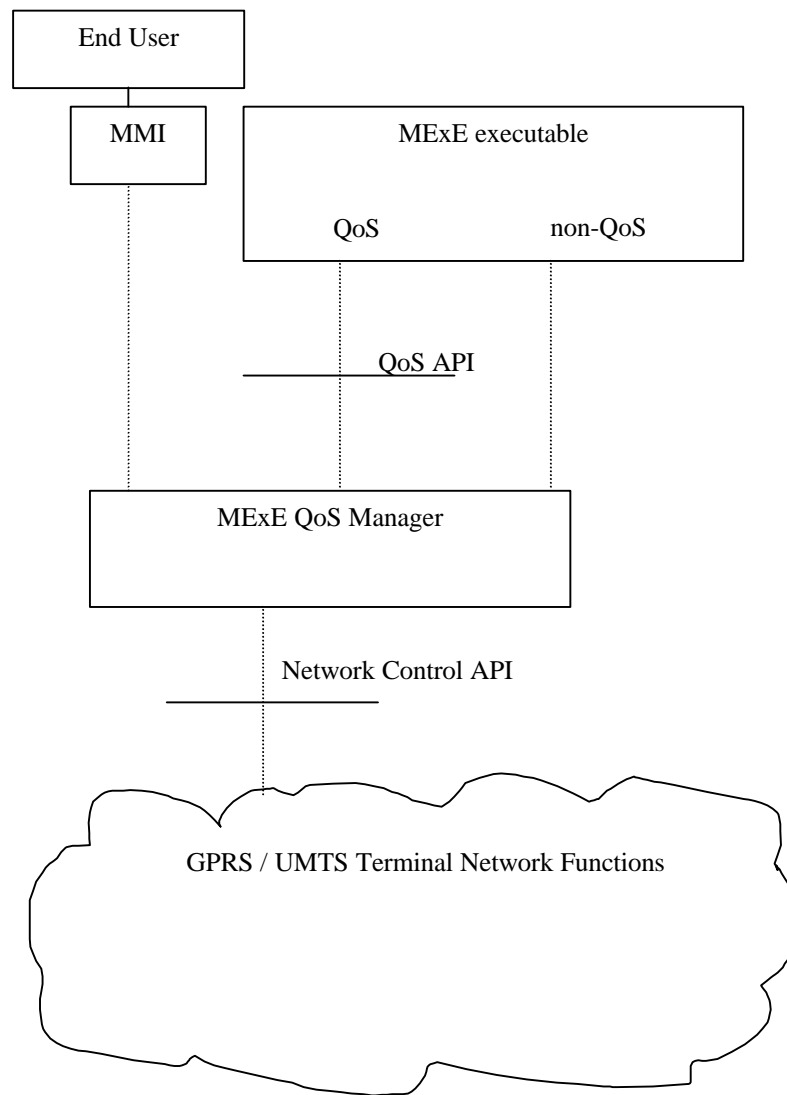 End User
MMI
MExE executable
QoS
non-QoS
QoS API
MExE QoS Manager
Network Control API
GPRS / UMTS Terminal Network Functions